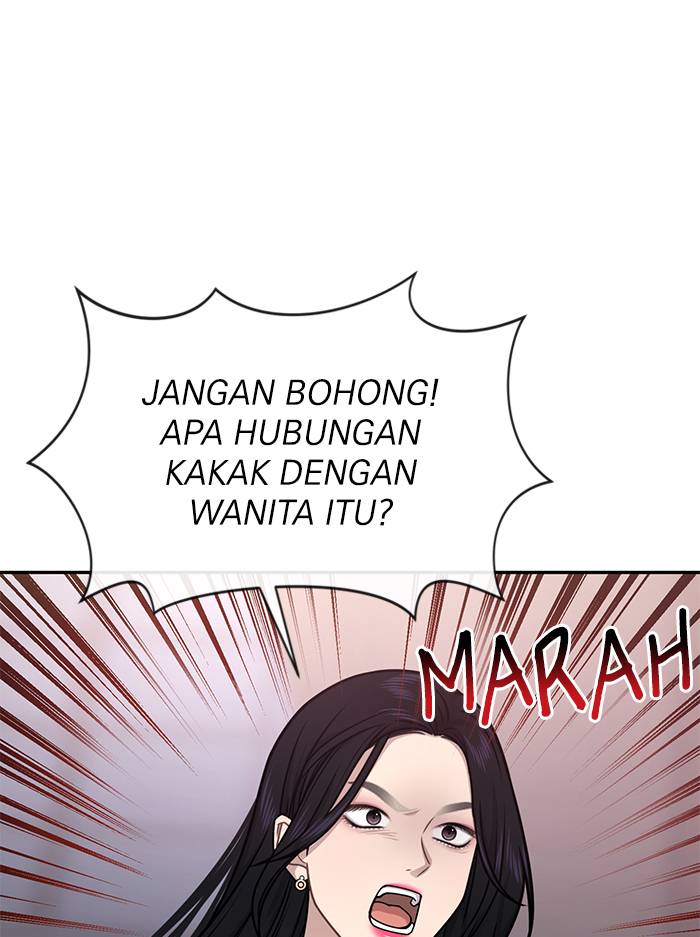 JANGAN BOHONG!
APA HUBUNGAN
KAKAK DENGAN
WANITA ITU?
MARAH